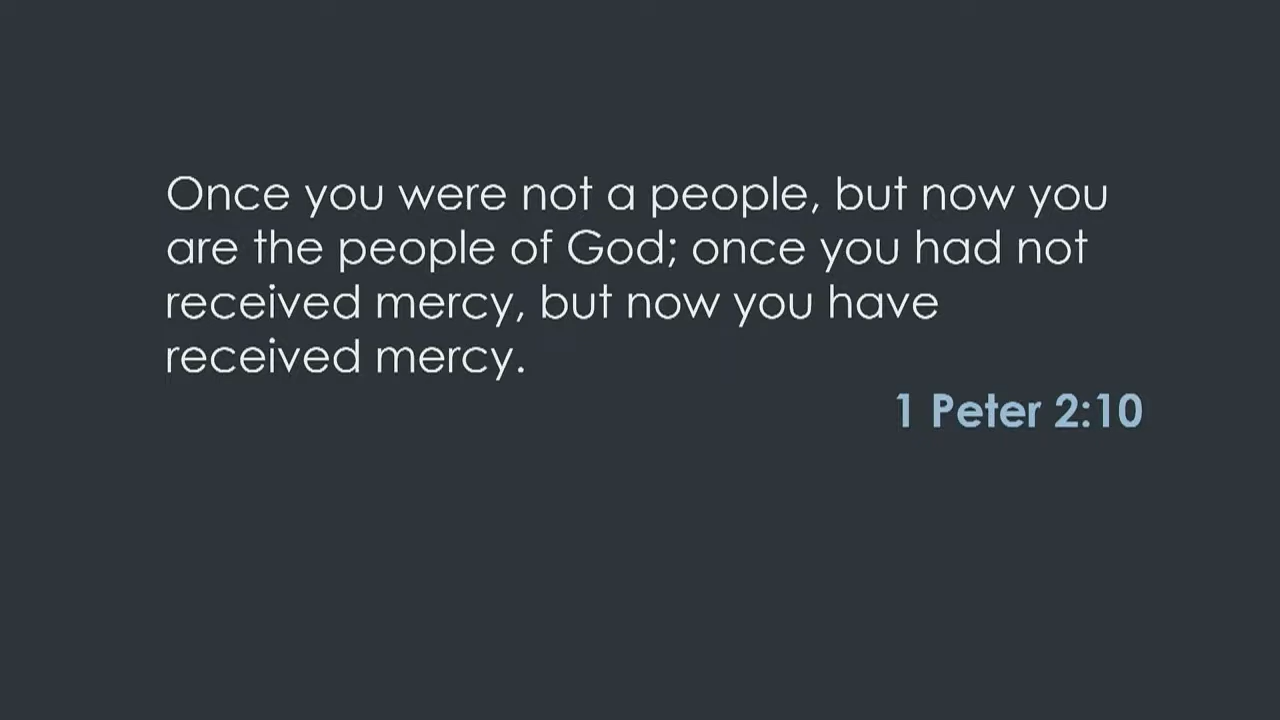 Once you were not a people, but now you
are the people of God; once you had not
received mercy, but now you have
received mercy.
1 Peter 2:10